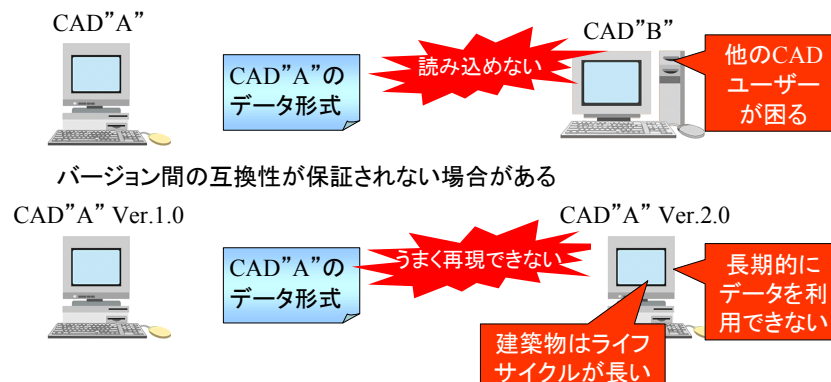 CAD”A”
CAD”B”
CAD”A”の
データ形式
読み込めない
他のCAD
ユーザー
が困る
バージョン間の互換性が保証されない場合がある
CAD”A” Ver.1.0
CAD”A” Ver.2.0
CAD”A”の
データ形式
うまく再現できない
長期的に
データを利
用できない
建築物はライフ
サイクルが長い